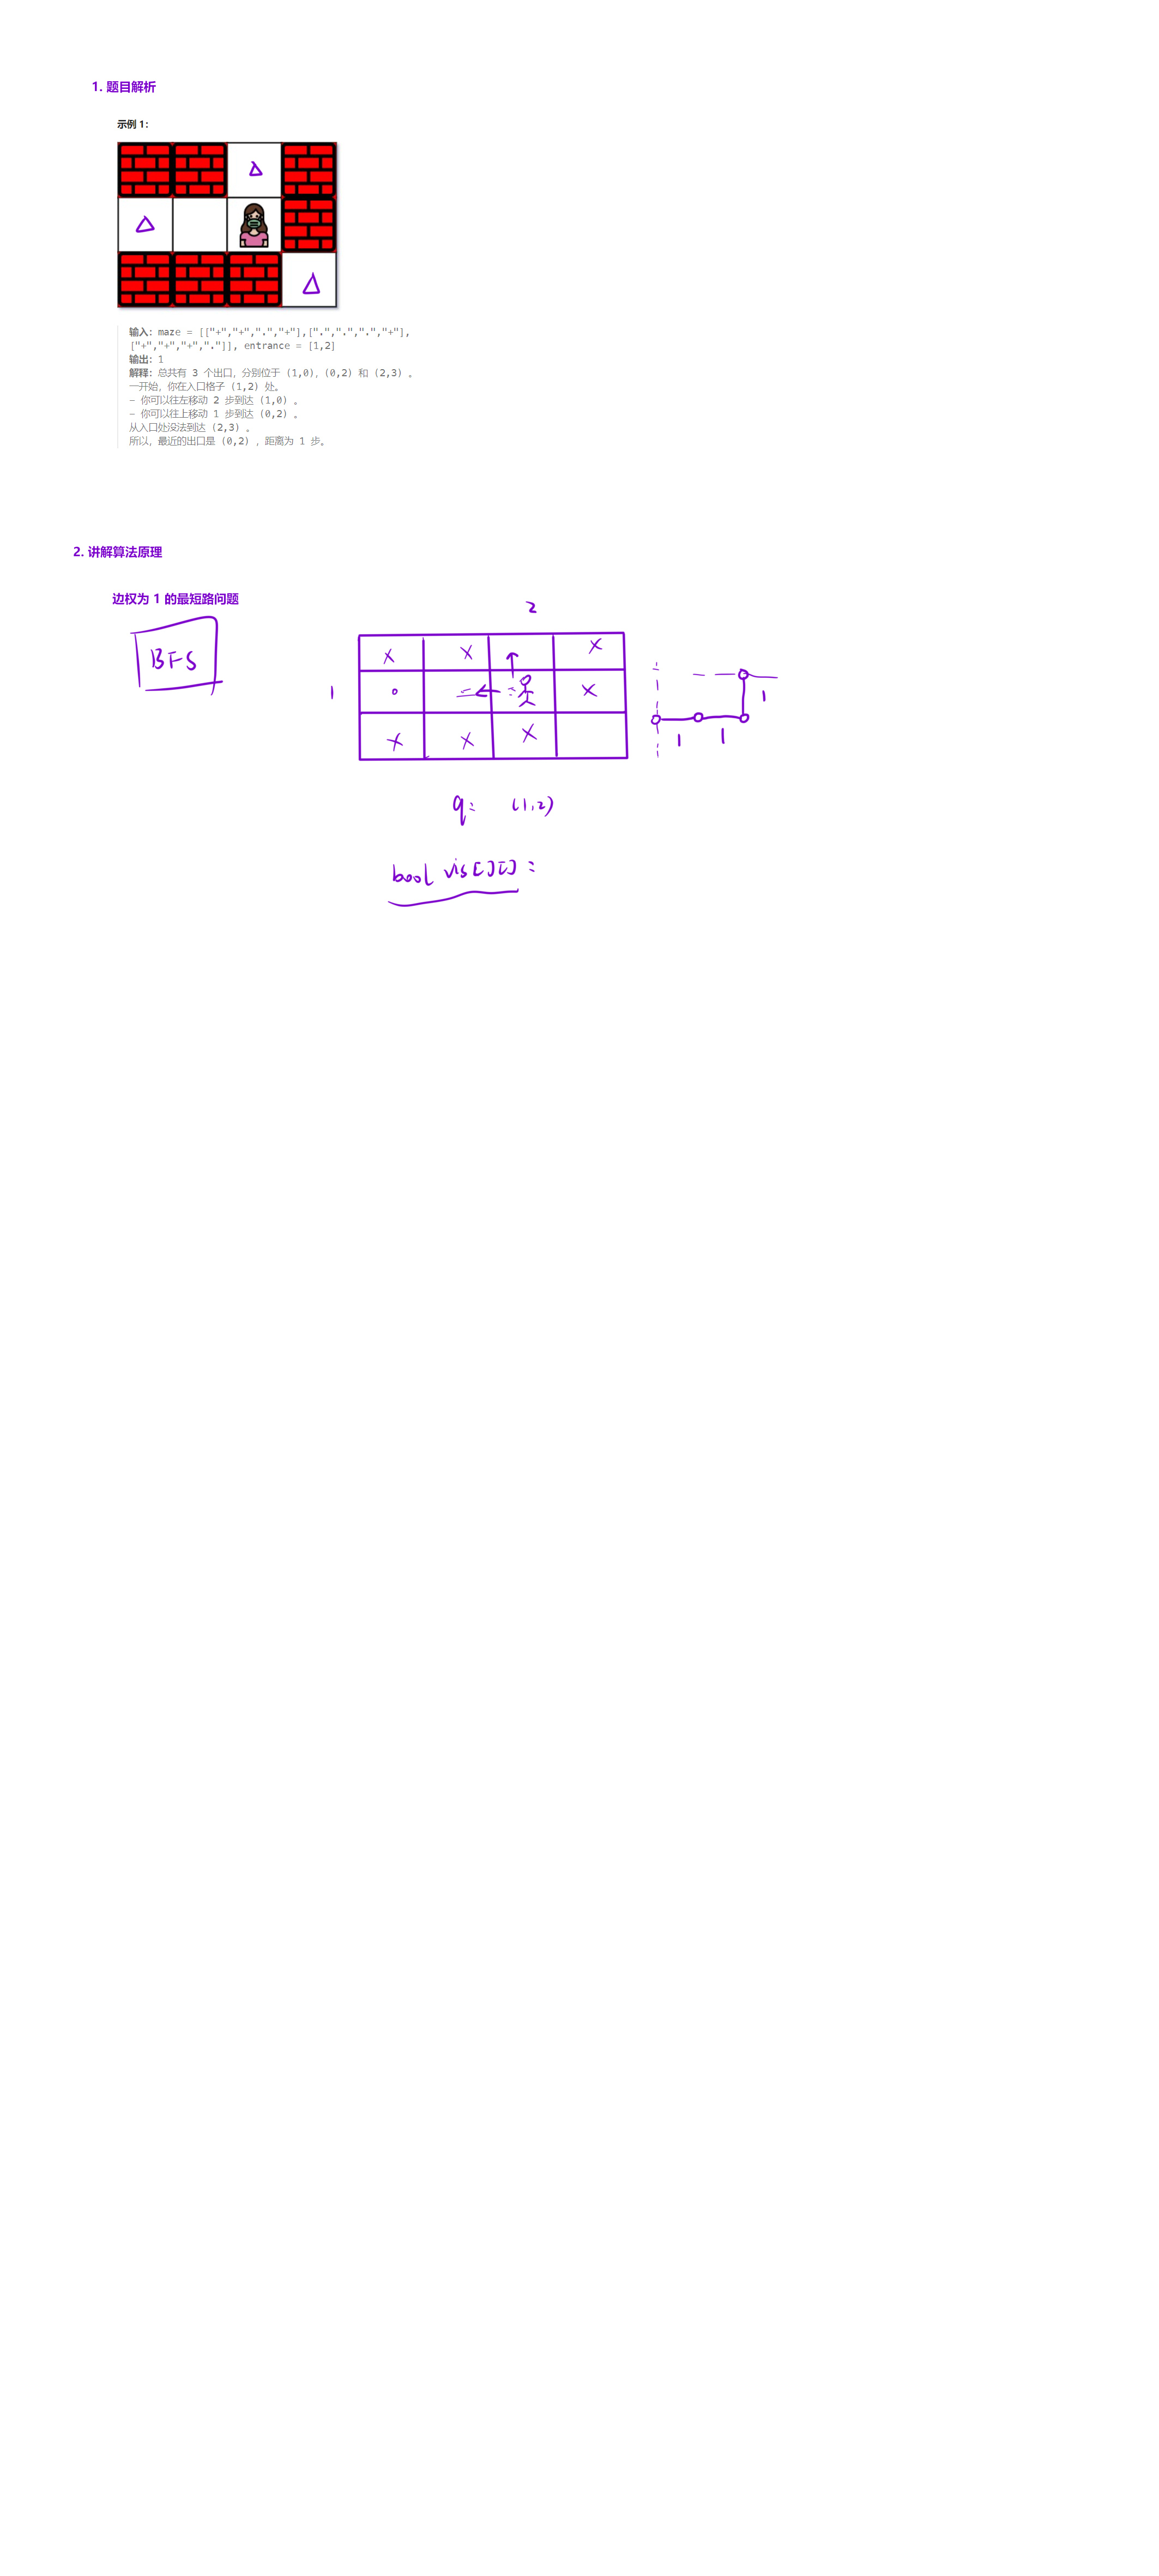 1. 题目解析
示例 1：
输入：maze = [["+","+",".","+"],[".",".",".","+"],
["+","+","+","."]], entrance = [1,2]
输出：1
解释：总共有 3 个出口，分别位于 (1,0)，(0,2) 和 (2,3) 。
一开始，你在入口格子 (1,2) 处。
- 你可以往左移动 2 步到达 (1,0) 。
- 你可以往上移动 1 步到达 (0,2) 。
从入口处没法到达 (2,3) 。
所以，最近的出口是 (0,2) ，距离为 1 步。
2. 讲解算法原理
边权为 1 的最短路问题
BFS
2
X X X
1
X
X X X
1
1 1
q: (1,2)
bool vis[][]: